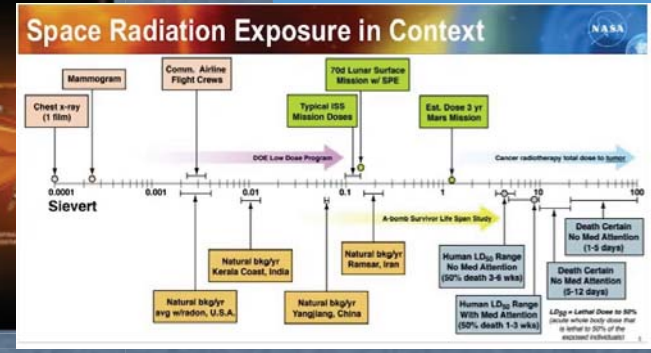 Space Radiation Exposure in Context
NASA
Chest x-ray
(1 film)
Mammogram
Comm. Airline
Flight Crews
Typical ISS
Mission Doses
70d Lunar Surface
Mission w/ SPE
Est. Dose 3 yr
Mars Mission
DOE Low Dose Program
Cancer radiotherapy total dose to tumor
0.0001
0.001
0.01
0.1
1
10
100
Sievert
A-bomb Survivor Life Span Study
Natural bkg/yr
avg w/radon, U.S.A.
Natural bkg/yr
Kerala Coast, India
Natural bkg/yr
Yangjiang, China
Natural bkg/yr
Ramsar, Iran
Human LD50 Range
No Med Attention
(50% death 3-6 wks)
Human LD50 Range
With Med Attention
(50% death 1-3 wks)
Death Certain
No Med Attention
(1-5 days)
Death Certain
No Med Attention
(5-12 days)
LD50 = Lethal Dose to 50%
(acute whole body dose that
is lethal to 50% of the
exposed individuals)